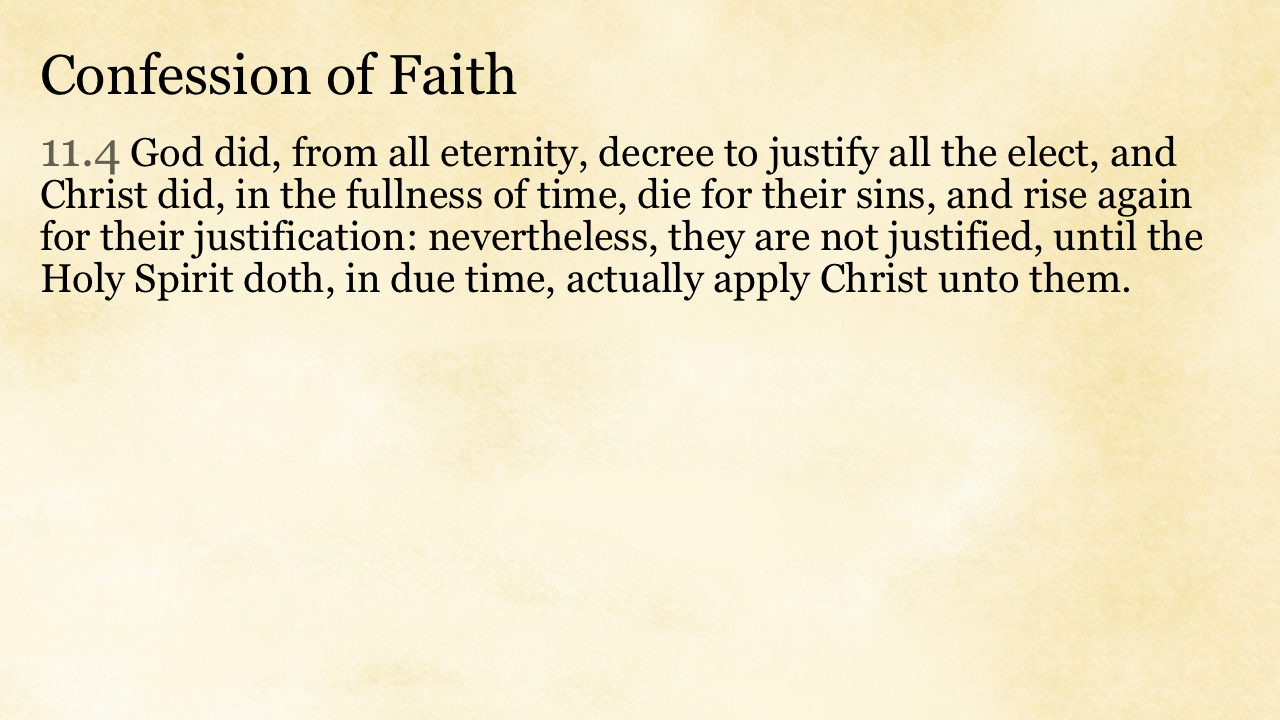 Confession of Faith
11.4 God did, from all eternity, decree to justify all the elect, and
Christ did, in the fullness of time, die for their sins, and rise again
for their justification: nevertheless, they are not justified, until the
Holy Spirit doth, in due time, actually apply Christ unto them.